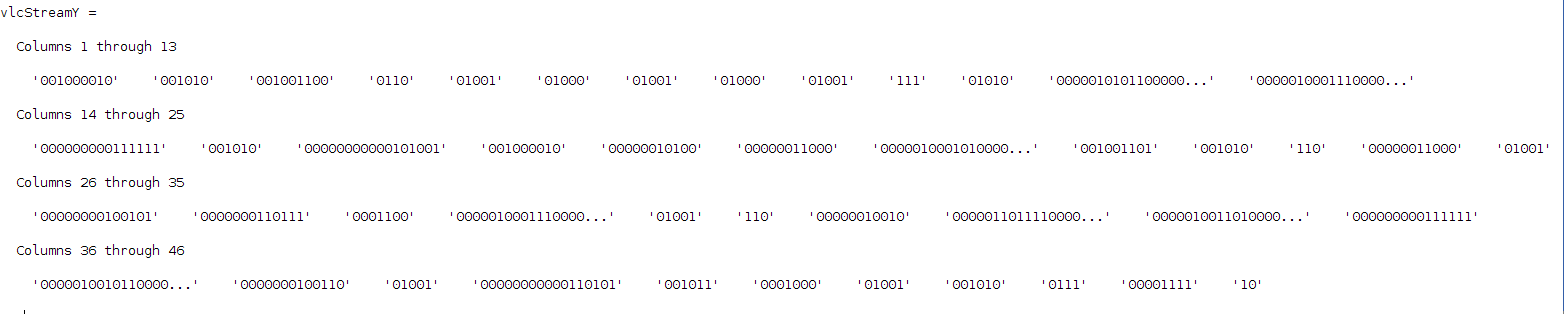 vlcStreamY =
Columns 1 through 13
'001000010' '001010' '001001100' '0110' '01001' '01000' '01001' '01000' '01001' '111' '01010' '0000010101100000...' '0000010001110000...'
Columns 14 through 25
'000000000111111' '001010' '00000000000101001' '001000010' '00000010100' '00000011000' '0000010001010000...' '001001101' '001010' '110' '00000011000' '01001'
Columns 26 through 35
'00000000100101' '0000000110111' '0001100' '0000010001110000...' '01001' '110' '00000010010' '0000011011110000...' '0000010011010000...' '000000000111111'
Columns 36 through 46
'0000010010110000...' '0000000100110' '01001' '00000000000110101' '001011' '0001000' '01001' '001010' '0111' '00001111' '10'